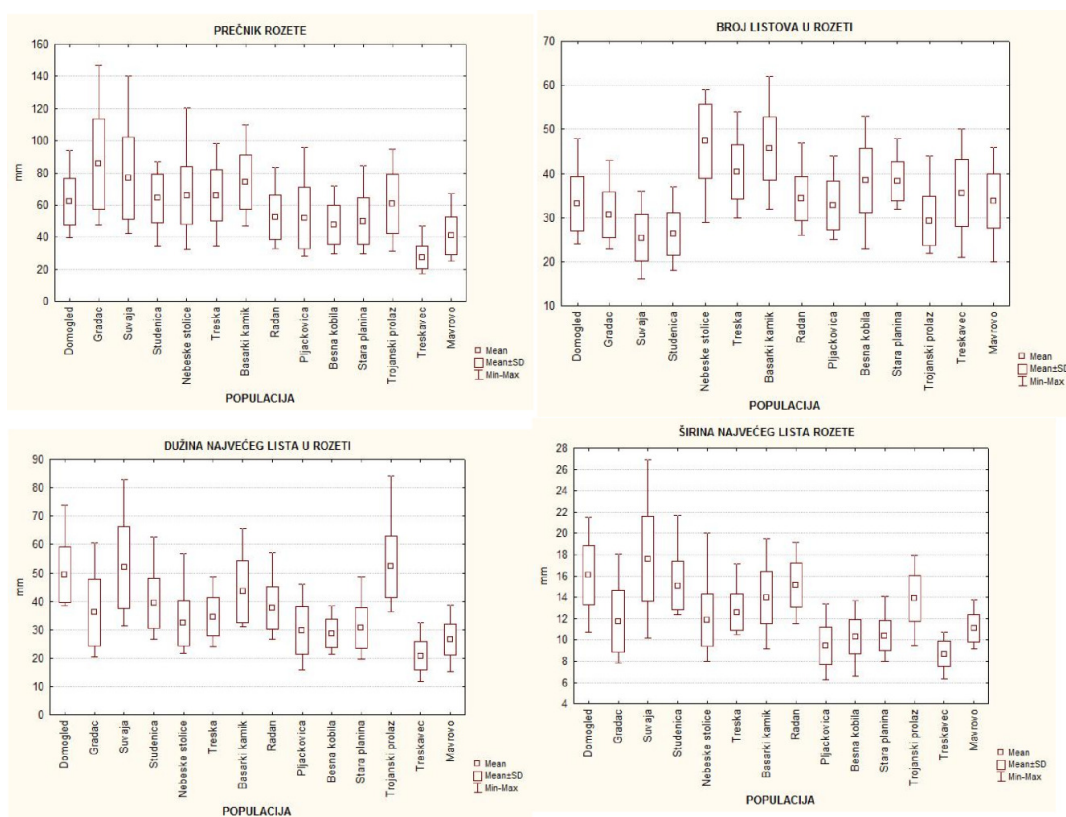 PREČNIK ROZETE
160
140
120
100
80
60
40
20
0
mm
Domogled
Gradac
Suvaja
Studenica
Nebeske stolice
Treska
Basarki kamik
Radan
Pljackovica
Besna kobila
Stara planina
Trojanski prolaz
Treskavec
Mavrovo
Mean
Mean±SD
Min-Max
POPULACIJA
BROJ LISTOVA U ROZETI
70
60
50
40
30
20
10
Domogled
Gradac
Suvaja
Studenica
Nebeske stolice
Treska
Basarki kamik
Radan
Pljackovica
Besna kobila
Stara planina
Trojanski prolaz
Treskavec
Mavrovo
Mean
Mean±SD
Min-Max
POPULACIJA
DUŽINA NAJVEĆEG LISTA U ROZETI
90
80
70
60
50
40
30
20
10
0
mm
Domogled
Gradac
Suvaja
Studenica
Nebeske stolice
Treska
Basarki kamik
Radan
Pljackovica
Besna kobila
Stara planina
Trojanski prolaz
Treskavec
Mavrovo
Mean
Mean±SD
Min-Max
POPULACIJA
ŠIRINA NAJVEĆEG LISTA ROZETE
28
26
24
22
20
18
16
14
12
10
8
6
4
mm
Domogled
Gradac
Suvaja
Studenica
Nebeske stolice
Treska
Basarki kamik
Radan
Pljackovica
Besna kobila
Stara planina
Trojanski prolaz
Treskavec
Mavrovo
Mean
Mean±SD
Min-Max
POPULACIJA